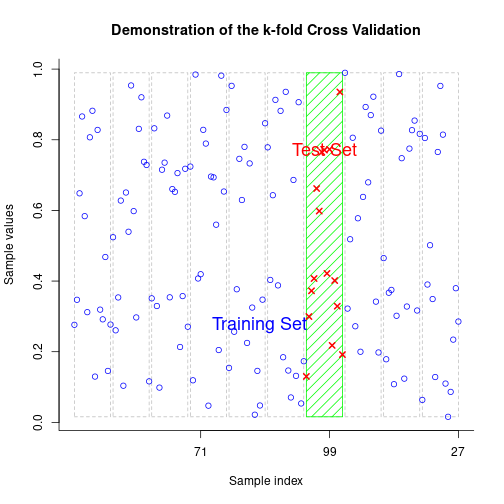 Demonstration of the k-fold Cross Validation
Sample values
1.0
0.8
0.6
0.4
0.2
0.0
Test Set
Training Set
71
99
27
Sample index